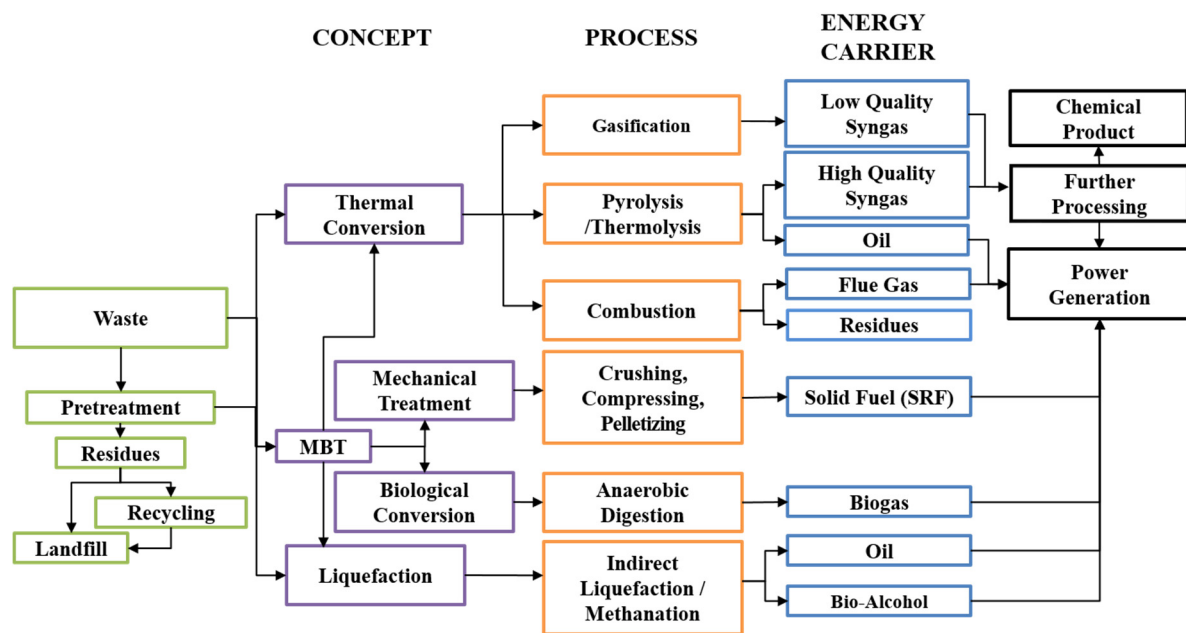 CONCEPT
PROCESS
ENERGY
CARRIER
Waste
Pretreatment
Residues
Recycling
Landfill
Thermal
Conversion
MBT
Mechanical
Treatment
Biological
Conversion
Liquefaction
Gasification
Pyrolysis
/Thermolysis
Combustion
Crushing,
Compressing,
Pelletizing
Anaerobic
Digestion
Indirect
Liquefaction /
Methanation
Low Quality
Syngas
High Quality
Syngas
Oil
Flue Gas
Residues
Solid Fuel (SRF)
Biogas
Oil
Bio-Alcohol
Chemical
Product
Further
Processing
Power
Generation